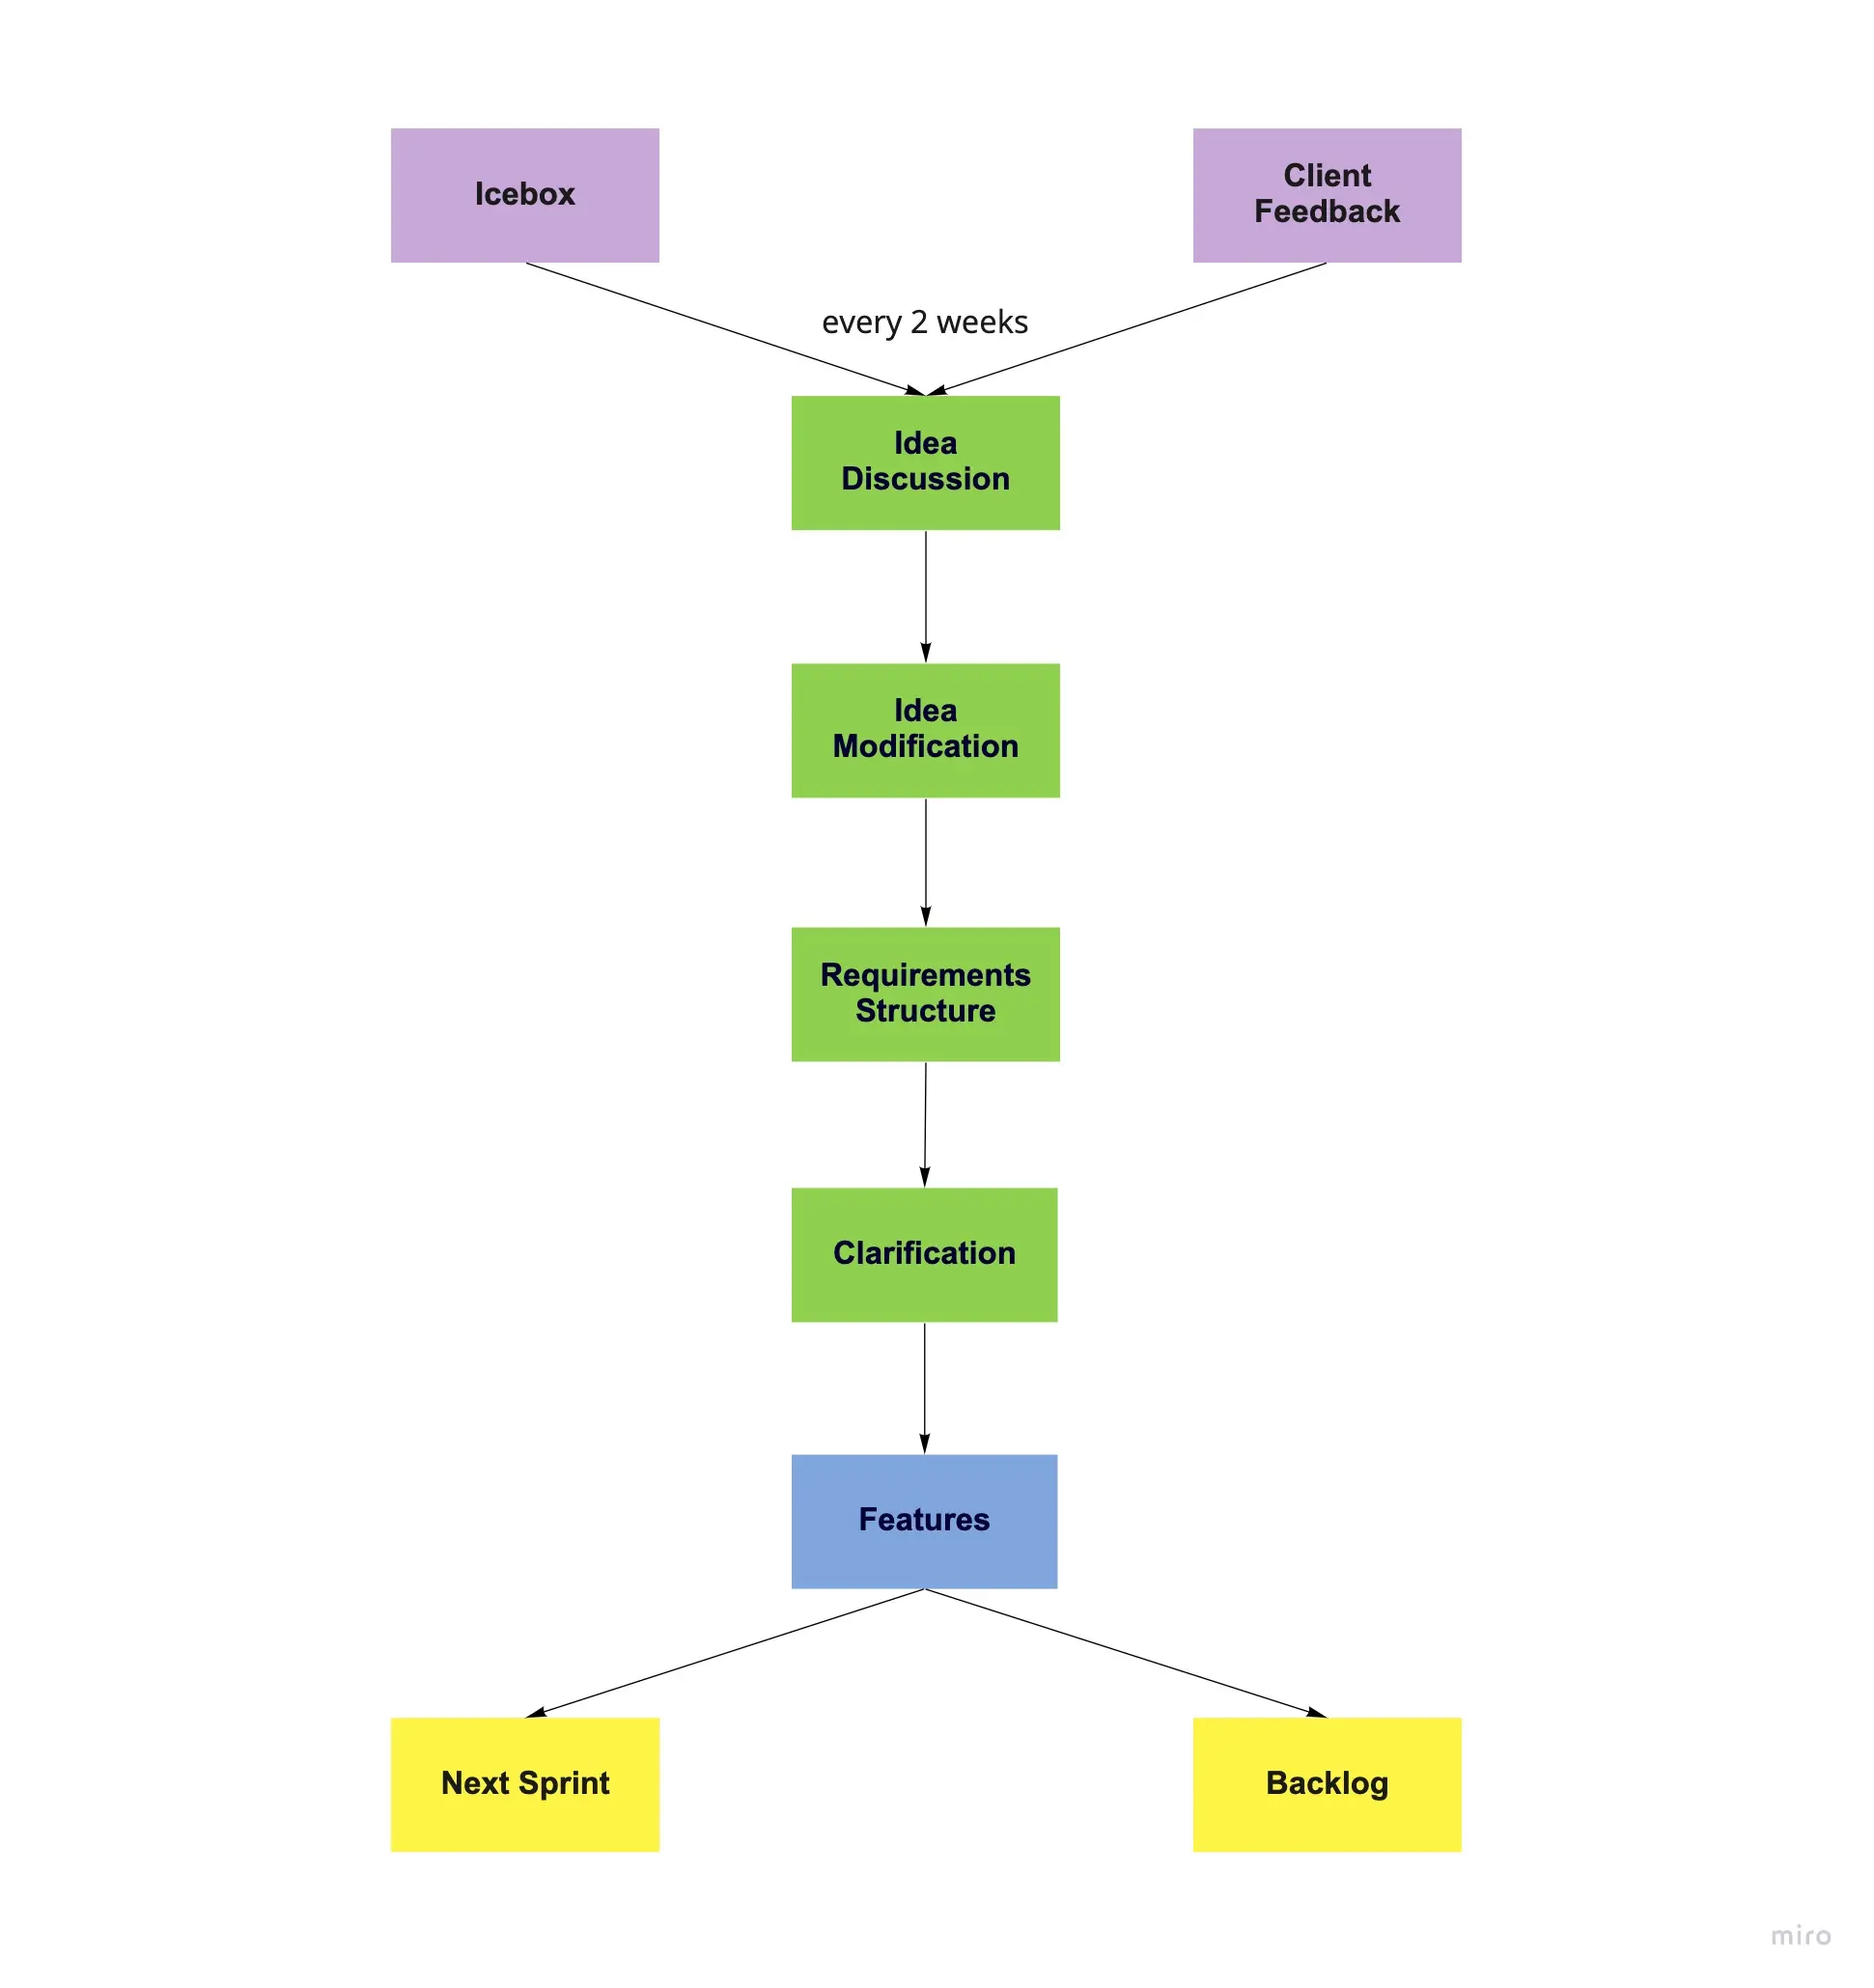 Icebox
Client
Feedback
every 2 weeks
Idea
Discussion
Idea
Modification
Requirements
Structure
Clarification
Features
Next Sprint
Backlog
miro